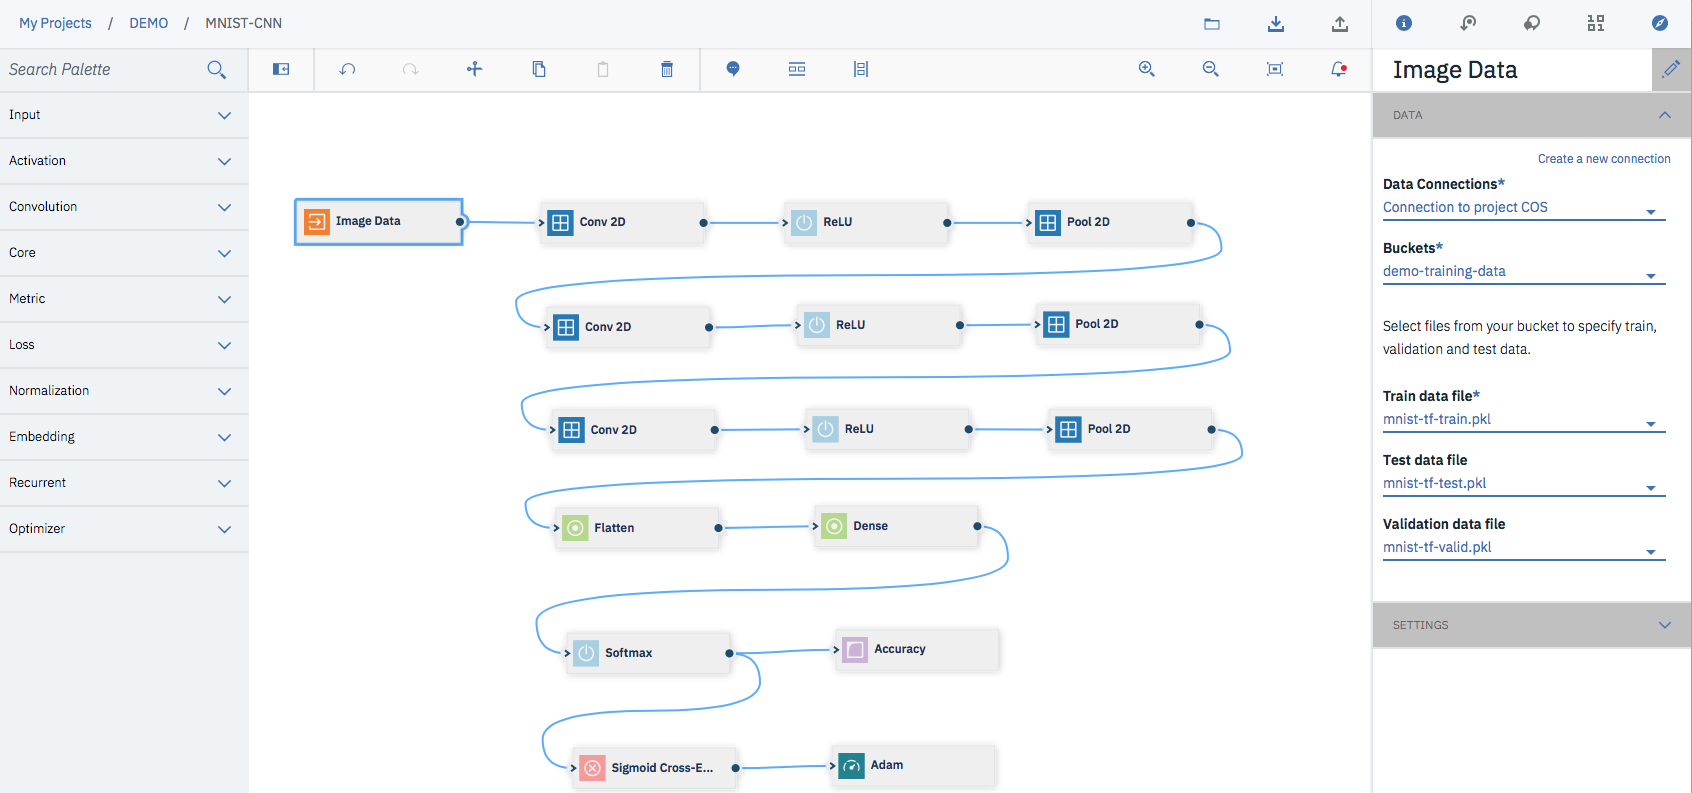 My Projects / DEMO / MNIST-CNN
Search Palette
Input
Activation
Convolution
Core
Metric
Loss
Normalization
Embedding
Recurrent
Optimizer
Image Data
Conv 2D
ReLU
Pool 2D
Conv 2D
ReLU
Pool 2D
Conv 2D
ReLU
Pool 2D
Flatten
Dense
Softmax
Accuracy
Sigmoid Cross-E...
Adam
Image Data
DATA
Create a new connection
Data Connections*
Connection to project COS
Buckets*
demo-training-data
Select files from your bucket to specify train,
validation and test data.
Train data file*
mnist-tf-train.pkl
Test data file
mnist-tf-test.pkl
Validation data file
mnist-tf-valid.pkl
SETTINGS